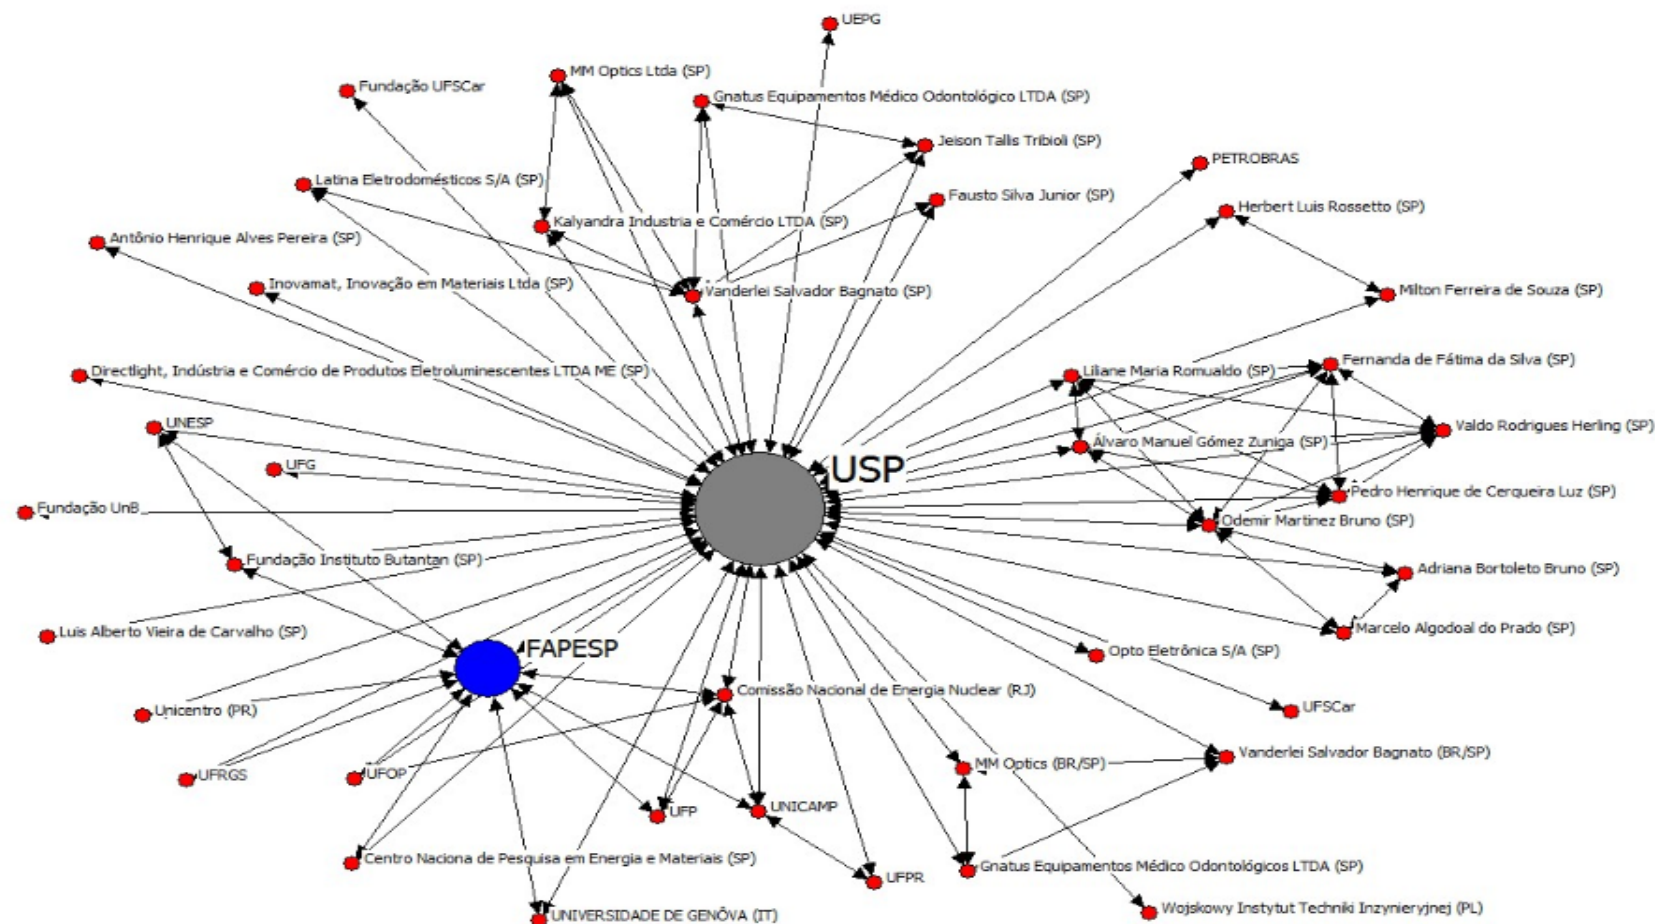 UEPG
MM Optics Ltda (SP)
Fundação UFSCar
Gnatus Equipamentos Médico Odontológico LTDA (SP)
Jeison Tallis Tribioli (SP)
PETROBRAS
Latina Eletrodomésticos S/A (SP)
Fausto Silva Junior (SP)
Herbert Luis Rossetto (SP)
Kalyandra Industria e Comércio LTDA (SP)
Antônio Henrique Alves Pereira (SP)
Inovamat, Inovação em Materiais Ltda (SP)
Vanderlei Salvador Bagnato (SP)
Milton Ferreira de Souza (SP)
Fernanda de Fátima da Silva (SP)
Directlight, Indústria e Comércio de Produtos Eletroluminescentes LTDA ME (SP)
Liliane Maria Romualdo (SP)
UNESP
Valdo Rodrigues Herling (SP)
Álvaro Manuel Gómez Zuniga (SP)
UFG
USP
Pedro Henrique de Cerqueira Luz (SP)
Fundação UnB
Odemir Martinez Bruno (SP)
Fundação Instituto Butantan (SP)
Adriana Bortoleto Bruno (SP)
Luis Alberto Vieira de Carvalho (SP)
Marcelo Algodoal do Prado (SP)
FAPESP
Opto Eletrônica S/A (SP)
Comissão Nacional de Energia Nuclear (RJ)
Unicentro (PR)
UFSCar
Vanderlei Salvador Bagnato (BR/SP)
MM Optics (BR/SP)
UFRGS
UFOP
UFP
UNICAMP
Centro Naciona de Pesquisa em Energia e Materiais (SP)
Gnatus Equipamentos Médico Odontológicos LTDA (SP)
UFPR
Wojskowy Instytut Techniki Inzynieryjnej (PL)
UNIVERSIDADE DE GENÔVA (IT)